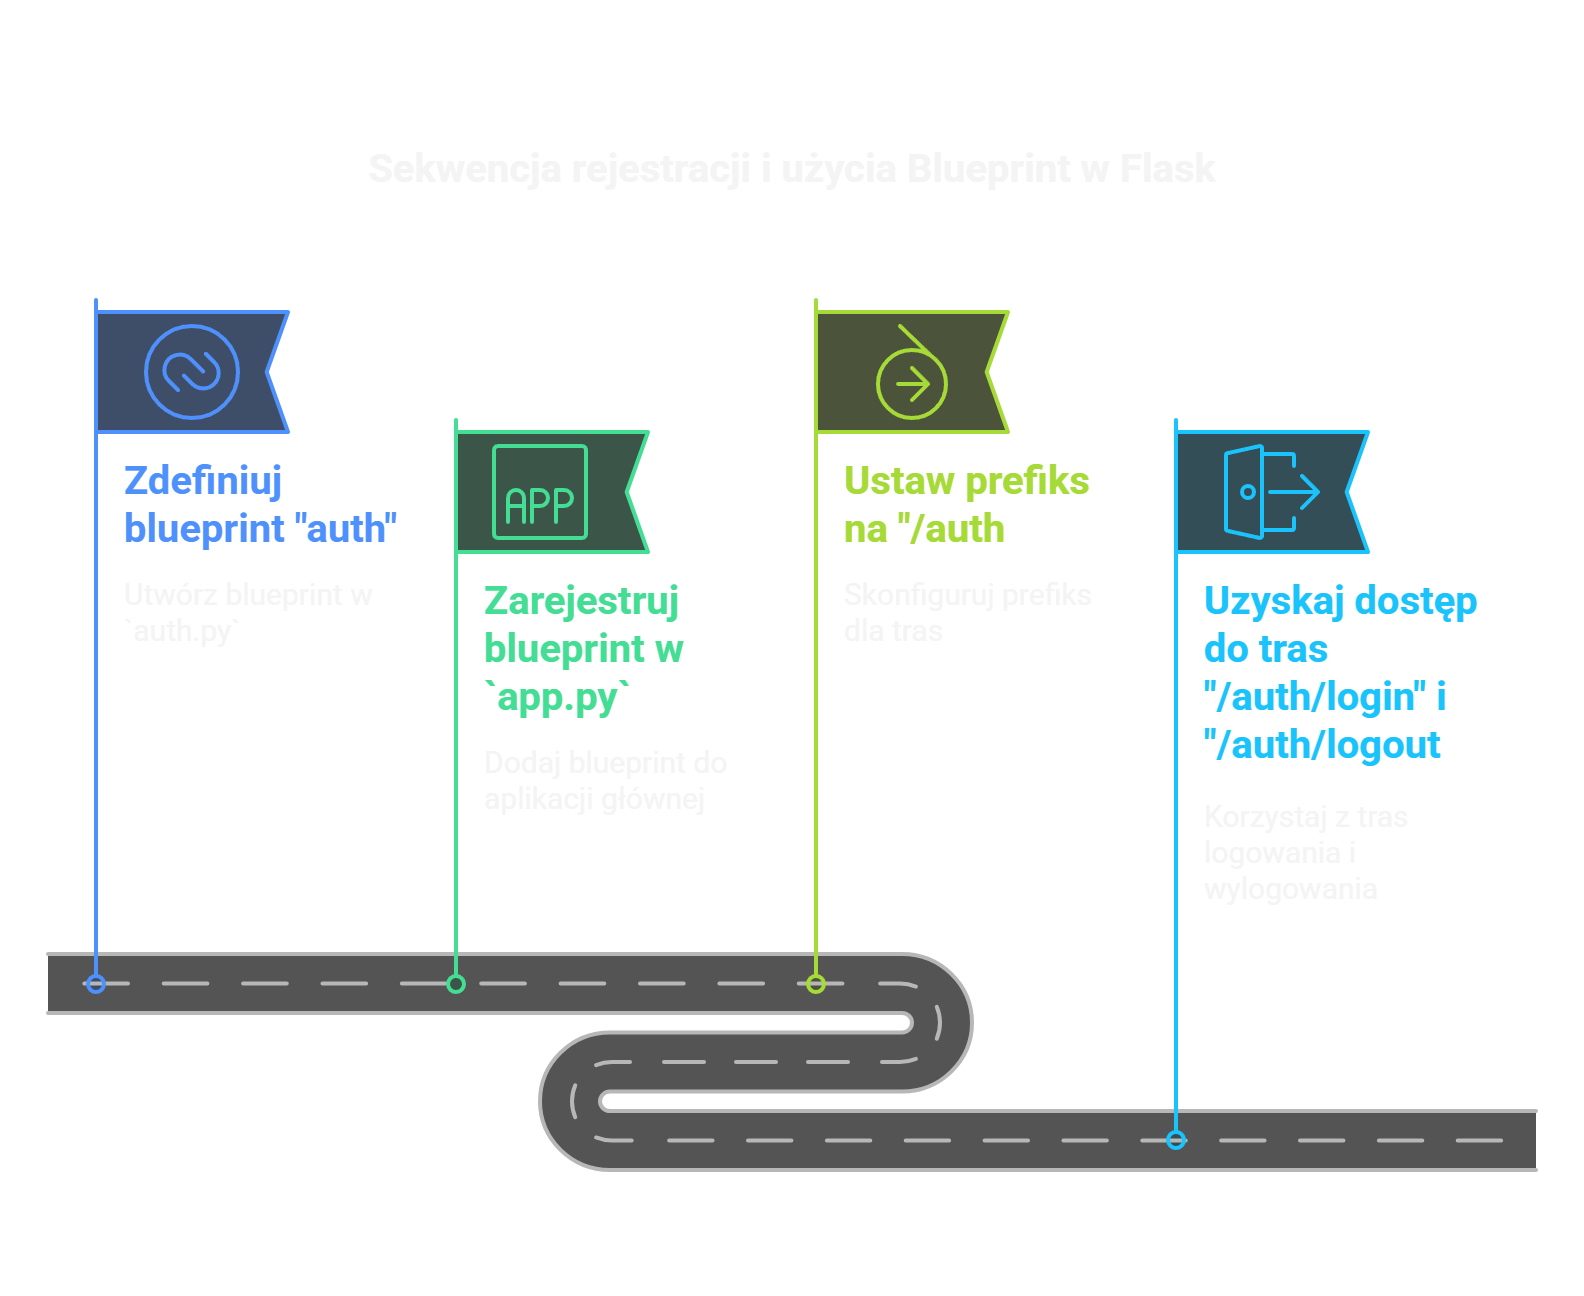 Sekwencja rejestracji i użycia Blueprint w Flask
Zdefiniuj
blueprint "auth"
Utwórz blueprint w
`auth.py`
APP
Zarejestruj
blueprint w
`app.py`
Dodaj blueprint do
aplikacji głównej
Ustaw prefiks
na "/auth
Skonfiguruj prefiks
dla tras
Uzyskaj dostęp
do tras
"/auth/login" i
"/auth/logout
Korzystaj z tras
logowania i
wylogowania